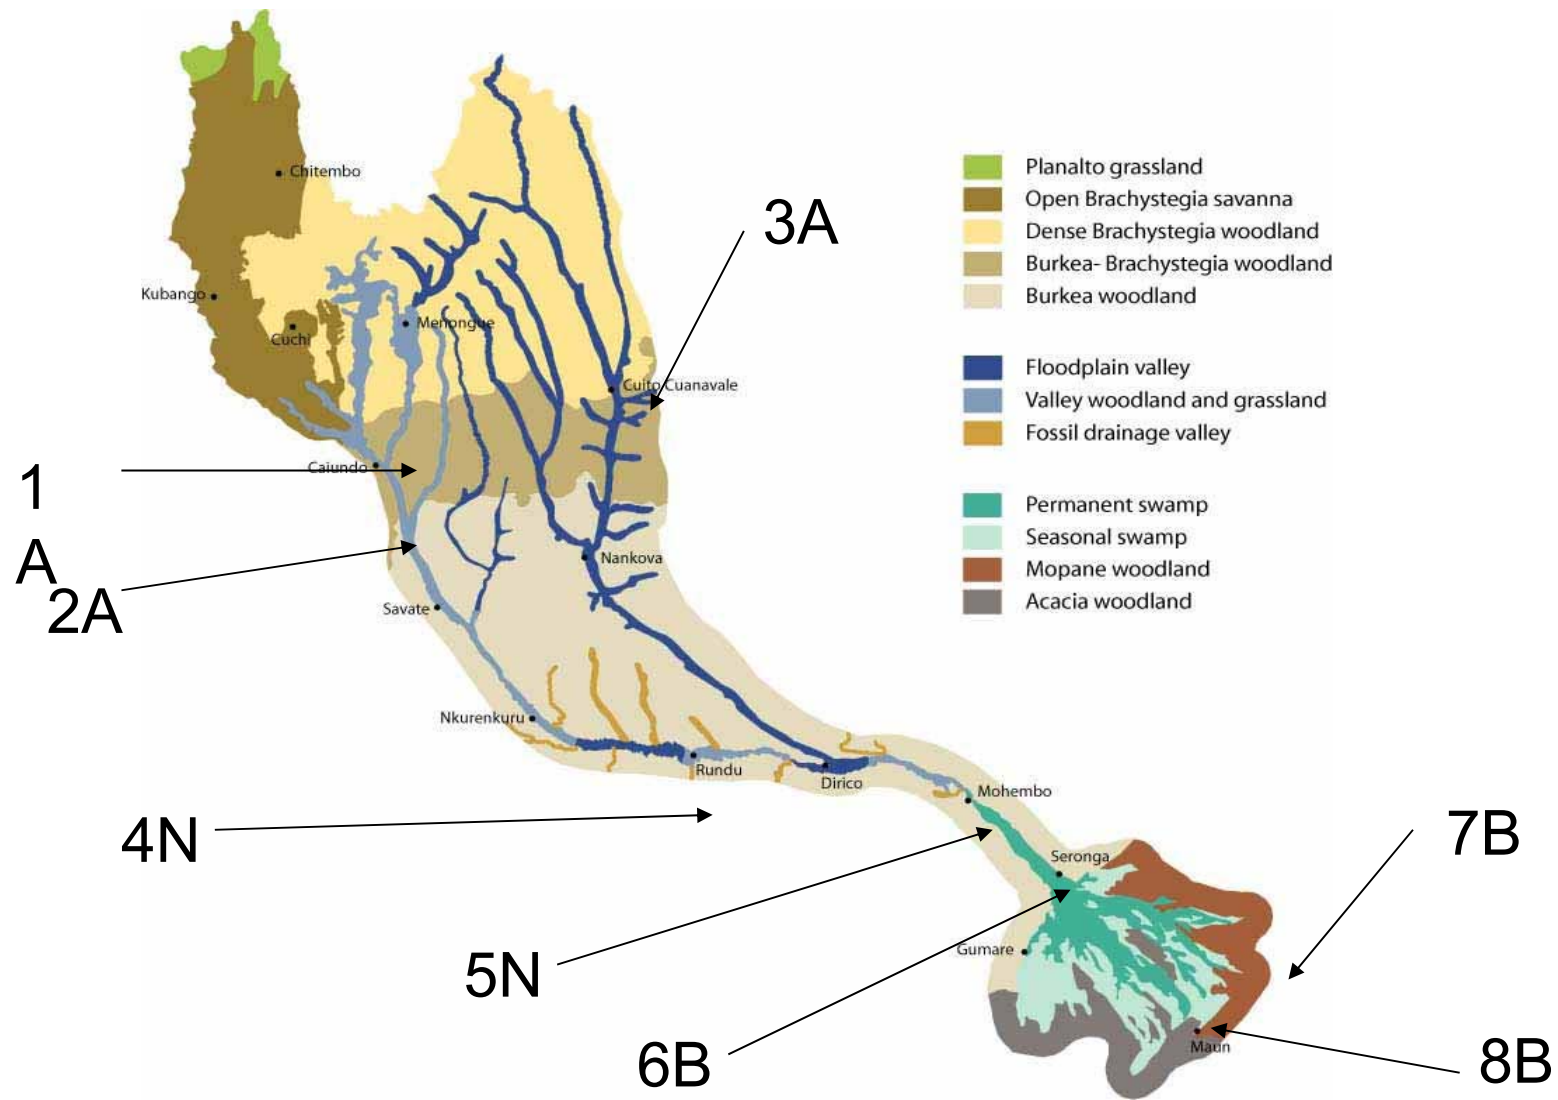 Chitembo
3A
Kubango
Menongue
Cuchi
Cuito Cuanavale
Caiundo
1
A
2A
Nankova
Savate
Nkurenkuru
Rundu
Dirico
Mohembo
4N
7B
Seronga
5N
Gumare
6B
Maun
8B
Planalto grassland
Open Brachystegia savanna
Dense Brachystegia woodland
Burkea- Brachystegia woodland
Burkea woodland
Floodplain valley
Valley woodland and grassland
Fossil drainage valley
Permanent swamp
Seasonal swamp
Mopane woodland
Acacia woodland